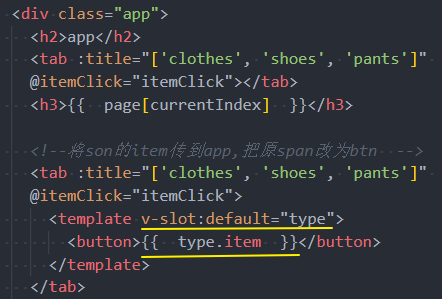 <div class="app">
<h2>app</h2>
<tab :title="['clothes', 'shoes', 'pants']"
@itemClick="itemClick"></tab>
<h3>{{  page[currentIndex]  }}</h3>
<!--将son的item传到app,把原span改为btn  -->
<tab :title="['clothes', 'shoes', 'pants']"
@itemClick="itemClick">
<template v-slot:default="type">
<button>{{  type.item  }}</button>
</template>
</tab>